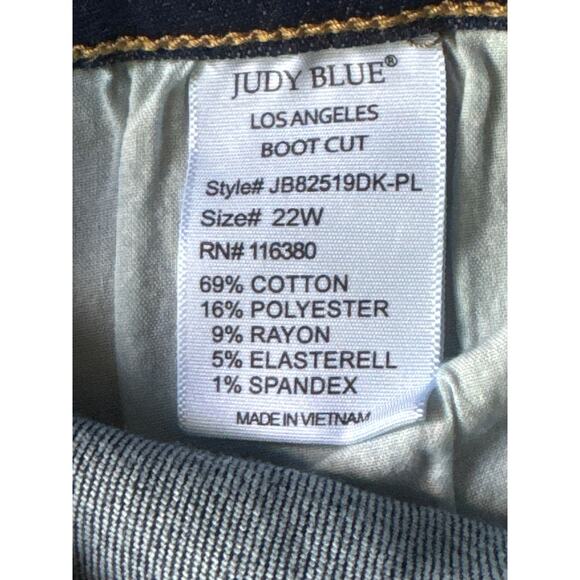 JUDY BLUE®
LOS ANGELES
BOOT CUT
Style# JB82519DK-PL
Size# 22W
RN# 116380
69% COTTON
16% POLYESTER
9% RAYON
5% ELASTERELL
1% SPANDEX
MADE IN VIETNAM